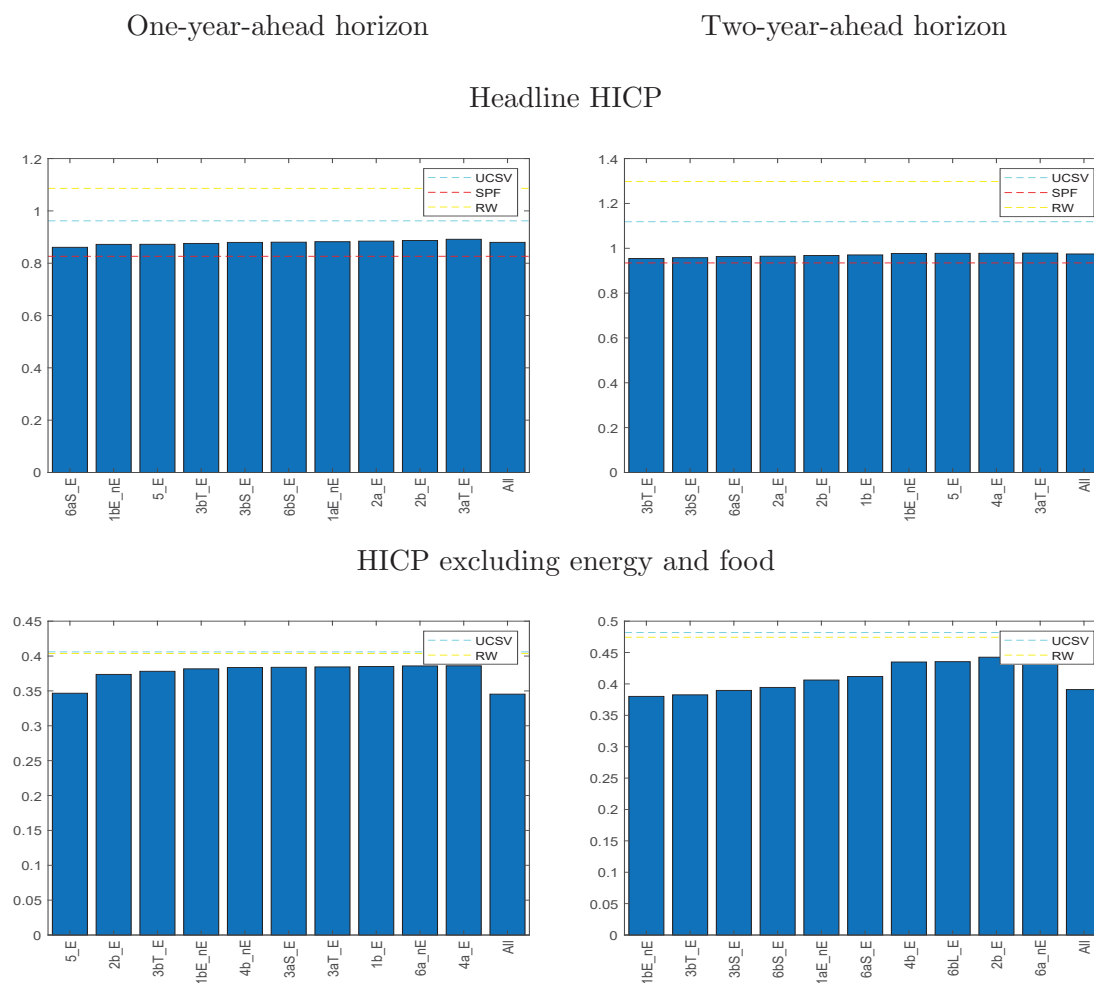 One-year-ahead horizon
Two-year-ahead horizon
Headline HICP
1.2
1
0.8
0.6
0.4
0.2
0
UCSV
SPF
RW
6aS_E
1bE_nE
5_E
3bT_E
3bS_E
6bS_E
1aE_nE
2a_E
2b_E
3aT_E
All
1.4
1.2
1
0.8
0.6
0.4
0.2
0
UCSV
SPF
RW
3bT_E
3bS_E
6aS_E
2a_E
2b_E
1b_E
1bE_nE
5_E
4a_E
3aT_E
All
HICP excluding energy and food
0.45
0.4
0.35
0.3
0.25
0.2
0.15
0.1
0.05
0
UCSV
RW
5_E
2b_E
3bT_E
1bE_nE
4b_nE
3aS_E
3aT_E
1b_E
6a_nE
4a_E
All
0.5
0.45
0.4
0.35
0.3
0.25
0.2
0.15
0.1
0.05
0
UCSV
RW
1bE_nE
3bT_E
3bS_E
6bS_E
1aE_nE
6aS_E
4b_E
6bL_E
2b_E
6a_nE
All